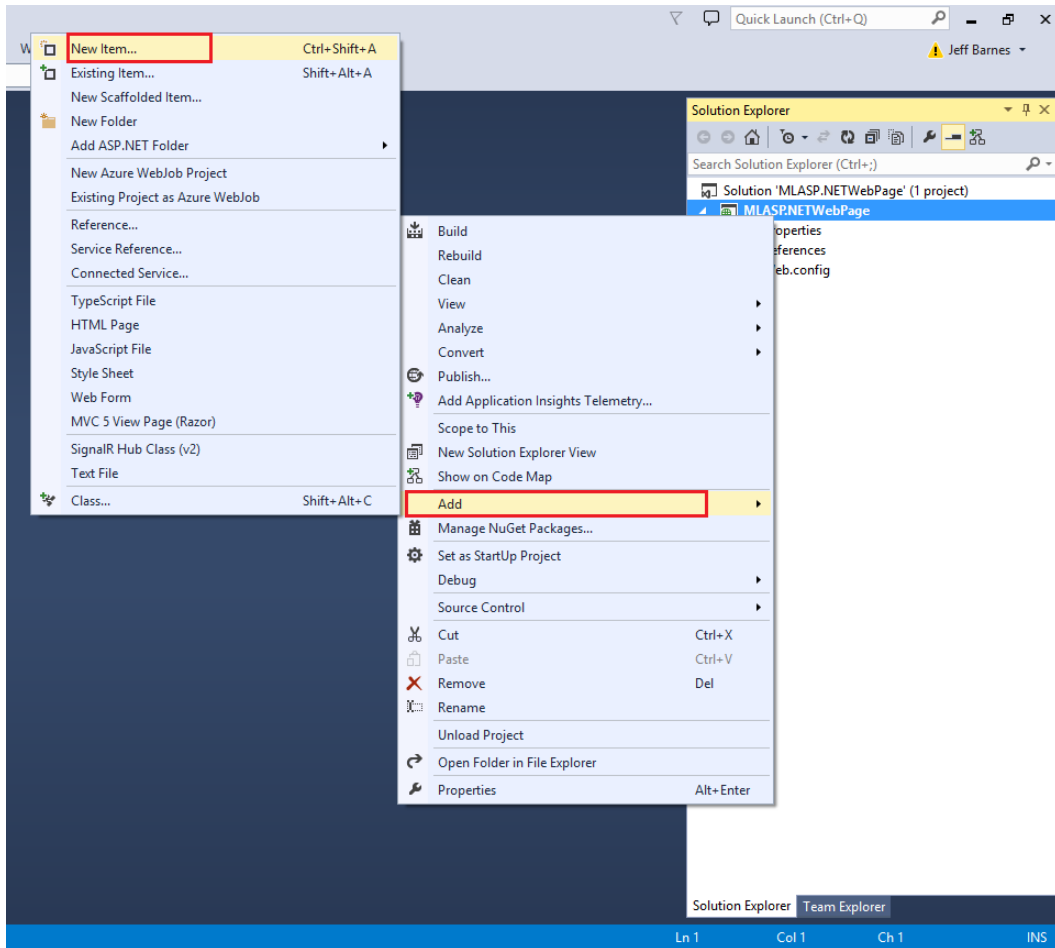 Quick Launch (Ctrl+Q)
W
Jeff Barnes
New Item... Ctrl+Shift+A
Existing Item... Shift+Alt+A
New Scaffolded Item...
New Folder
Add ASP.NET Folder
New Azure WebJob Project
Existing Project as Azure WebJob
Reference...
Service Reference...
Connected Service...
TypeScript File
HTML Page
JavaScript File
Style Sheet
Web Form
MVC 5 View Page (Razor)
SignalR Hub Class (v2)
Text File
Class... Shift+Alt+C
Build
Rebuild
Clean
View
Analyze
Convert
Publish...
Add Application Insights Telemetry...
Scope to This
New Solution Explorer View
Show on Code Map
Add
Manage NuGet Packages...
Set as StartUp Project
Debug
Source Control
Cut Ctrl+X
Paste Ctrl+V
Remove Del
Rename
Unload Project
Open Folder in File Explorer
Properties Alt+Enter
Solution Explorer
Search Solution Explorer (Ctrl+;)
Solution 'MLASP.NETWebPage' (1 project)
MLASP.NETWebPage
operties
eferences
eb.config
Solution Explorer Team Explorer
Ln 1 Col 1 Ch 1 INS